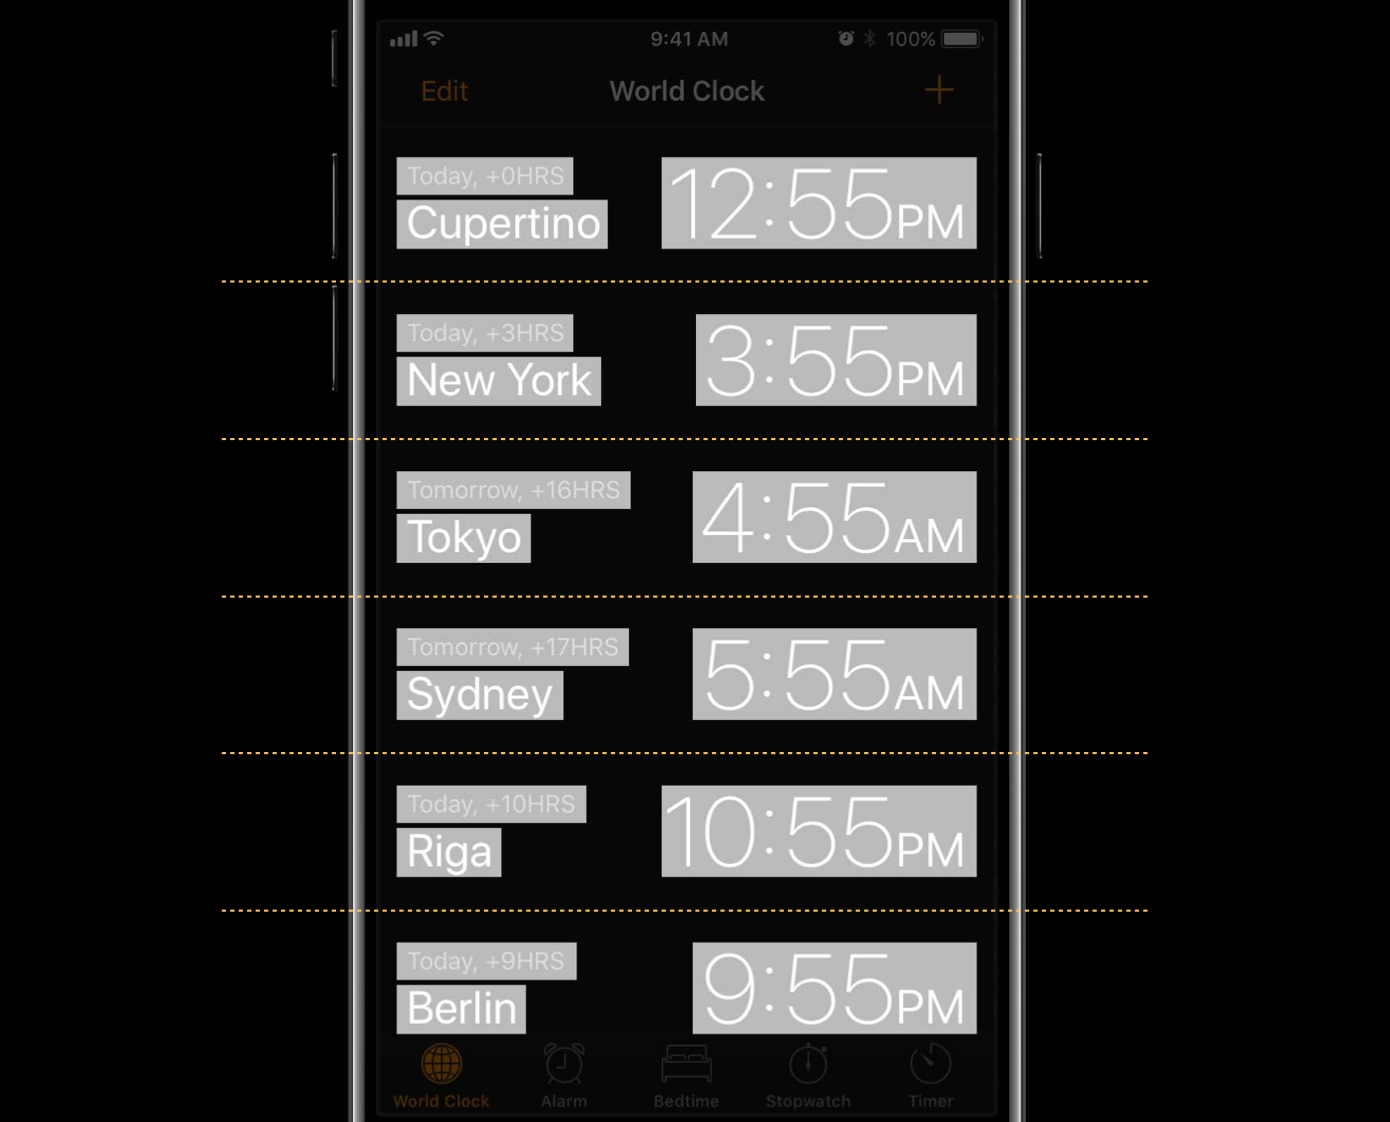 9:41 AM 100%
Edit World Clock +
Today, +0HRS
Cupertino 12:55PM
Today, +3HRS
New York 3:55PM
Tomorrow, +16HRS
Tokyo 4:55AM
Tomorrow, +17HRS
Sydney 5:55AM
Today, +10HRS
Riga 10:55PM
Today, +9HRS
Berlin 9:55PM
World Clock Alarm Bedtime Stopwatch Timer